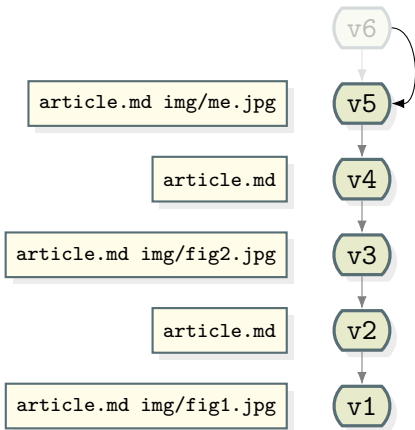 v6
article.md img/me.jpg v5
article.md v4
article.md img/fig2.jpg v3
article.md v2
article.md img/fig1.jpg v1